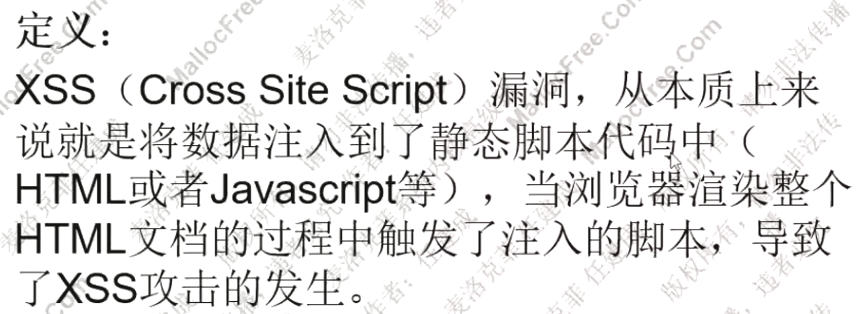 定义：
XSS（Cross Site Script）漏洞，从本质上来
说就是将数据注入到了静态脚本代码中（
HTML或者Javascript等），当浏览器渲染整个
HTML文档的过程中触发了注入的脚本，导致
了XSS攻击的发生。